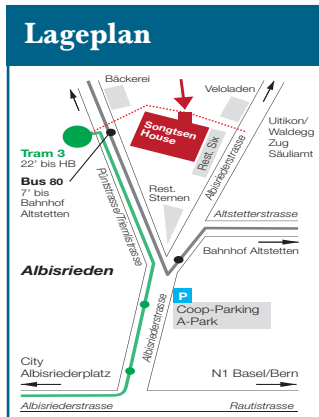 Lageplan
Bäckerei
Veloladen
Songtsen
House
Rest. Six
Albisriederstrasse
Uitikon/
Waldegg
Zug
Säuliamt
Tram 3
22' bis HB
Bus 80
7' bis
Bahnhof
Altstetten
Püntstrasse/Triemlistrasse
Rest.
Sternen
Altstetterstrasse
Bahnhof Altstetten
Albisrieden
P
Coop-Parking
A-Park
Albisriederstrasse
City
Albisriederplatz
N1 Basel/Bern
Albisriederstrasse
Rautistrasse